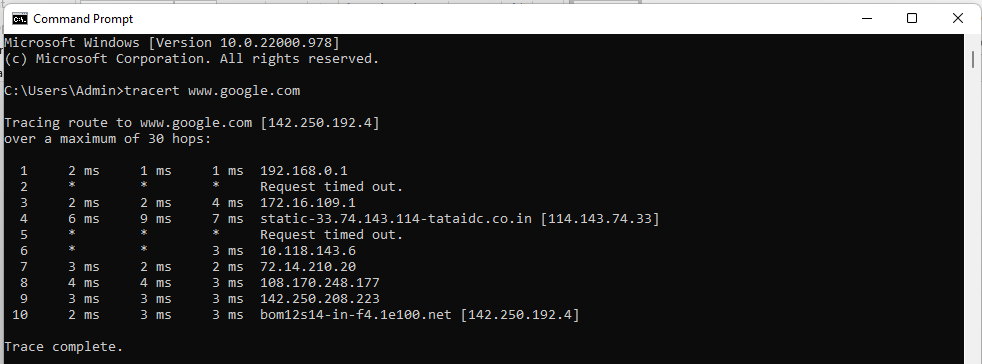 Command Prompt
Microsoft Windows [Version 10.0.22000.978]
(c) Microsoft Corporation. All rights reserved.
C:\Users\Admin>tracert www.google.com
Tracing route to www.google.com [142.250.192.4]
over a maximum of 30 hops:
1 2 ms 1 ms 1 ms 192.168.0.1
2 * * * Request timed out.
3 2 ms 2 ms 4 ms 172.16.109.1
4 6 ms 9 ms 7 ms static-33.74.143.114-tataidc.co.in [114.143.74.33]
5 * * * Request timed out.
6 * * 3 ms 10.118.143.6
7 3 ms 2 ms 2 ms 72.14.210.20
8 4 ms 4 ms 3 ms 108.170.248.177
9 3 ms 3 ms 3 ms 142.250.208.223
10 2 ms 3 ms 3 ms bom12s14-in-f4.1e100.net [142.250.192.4]
Trace complete.